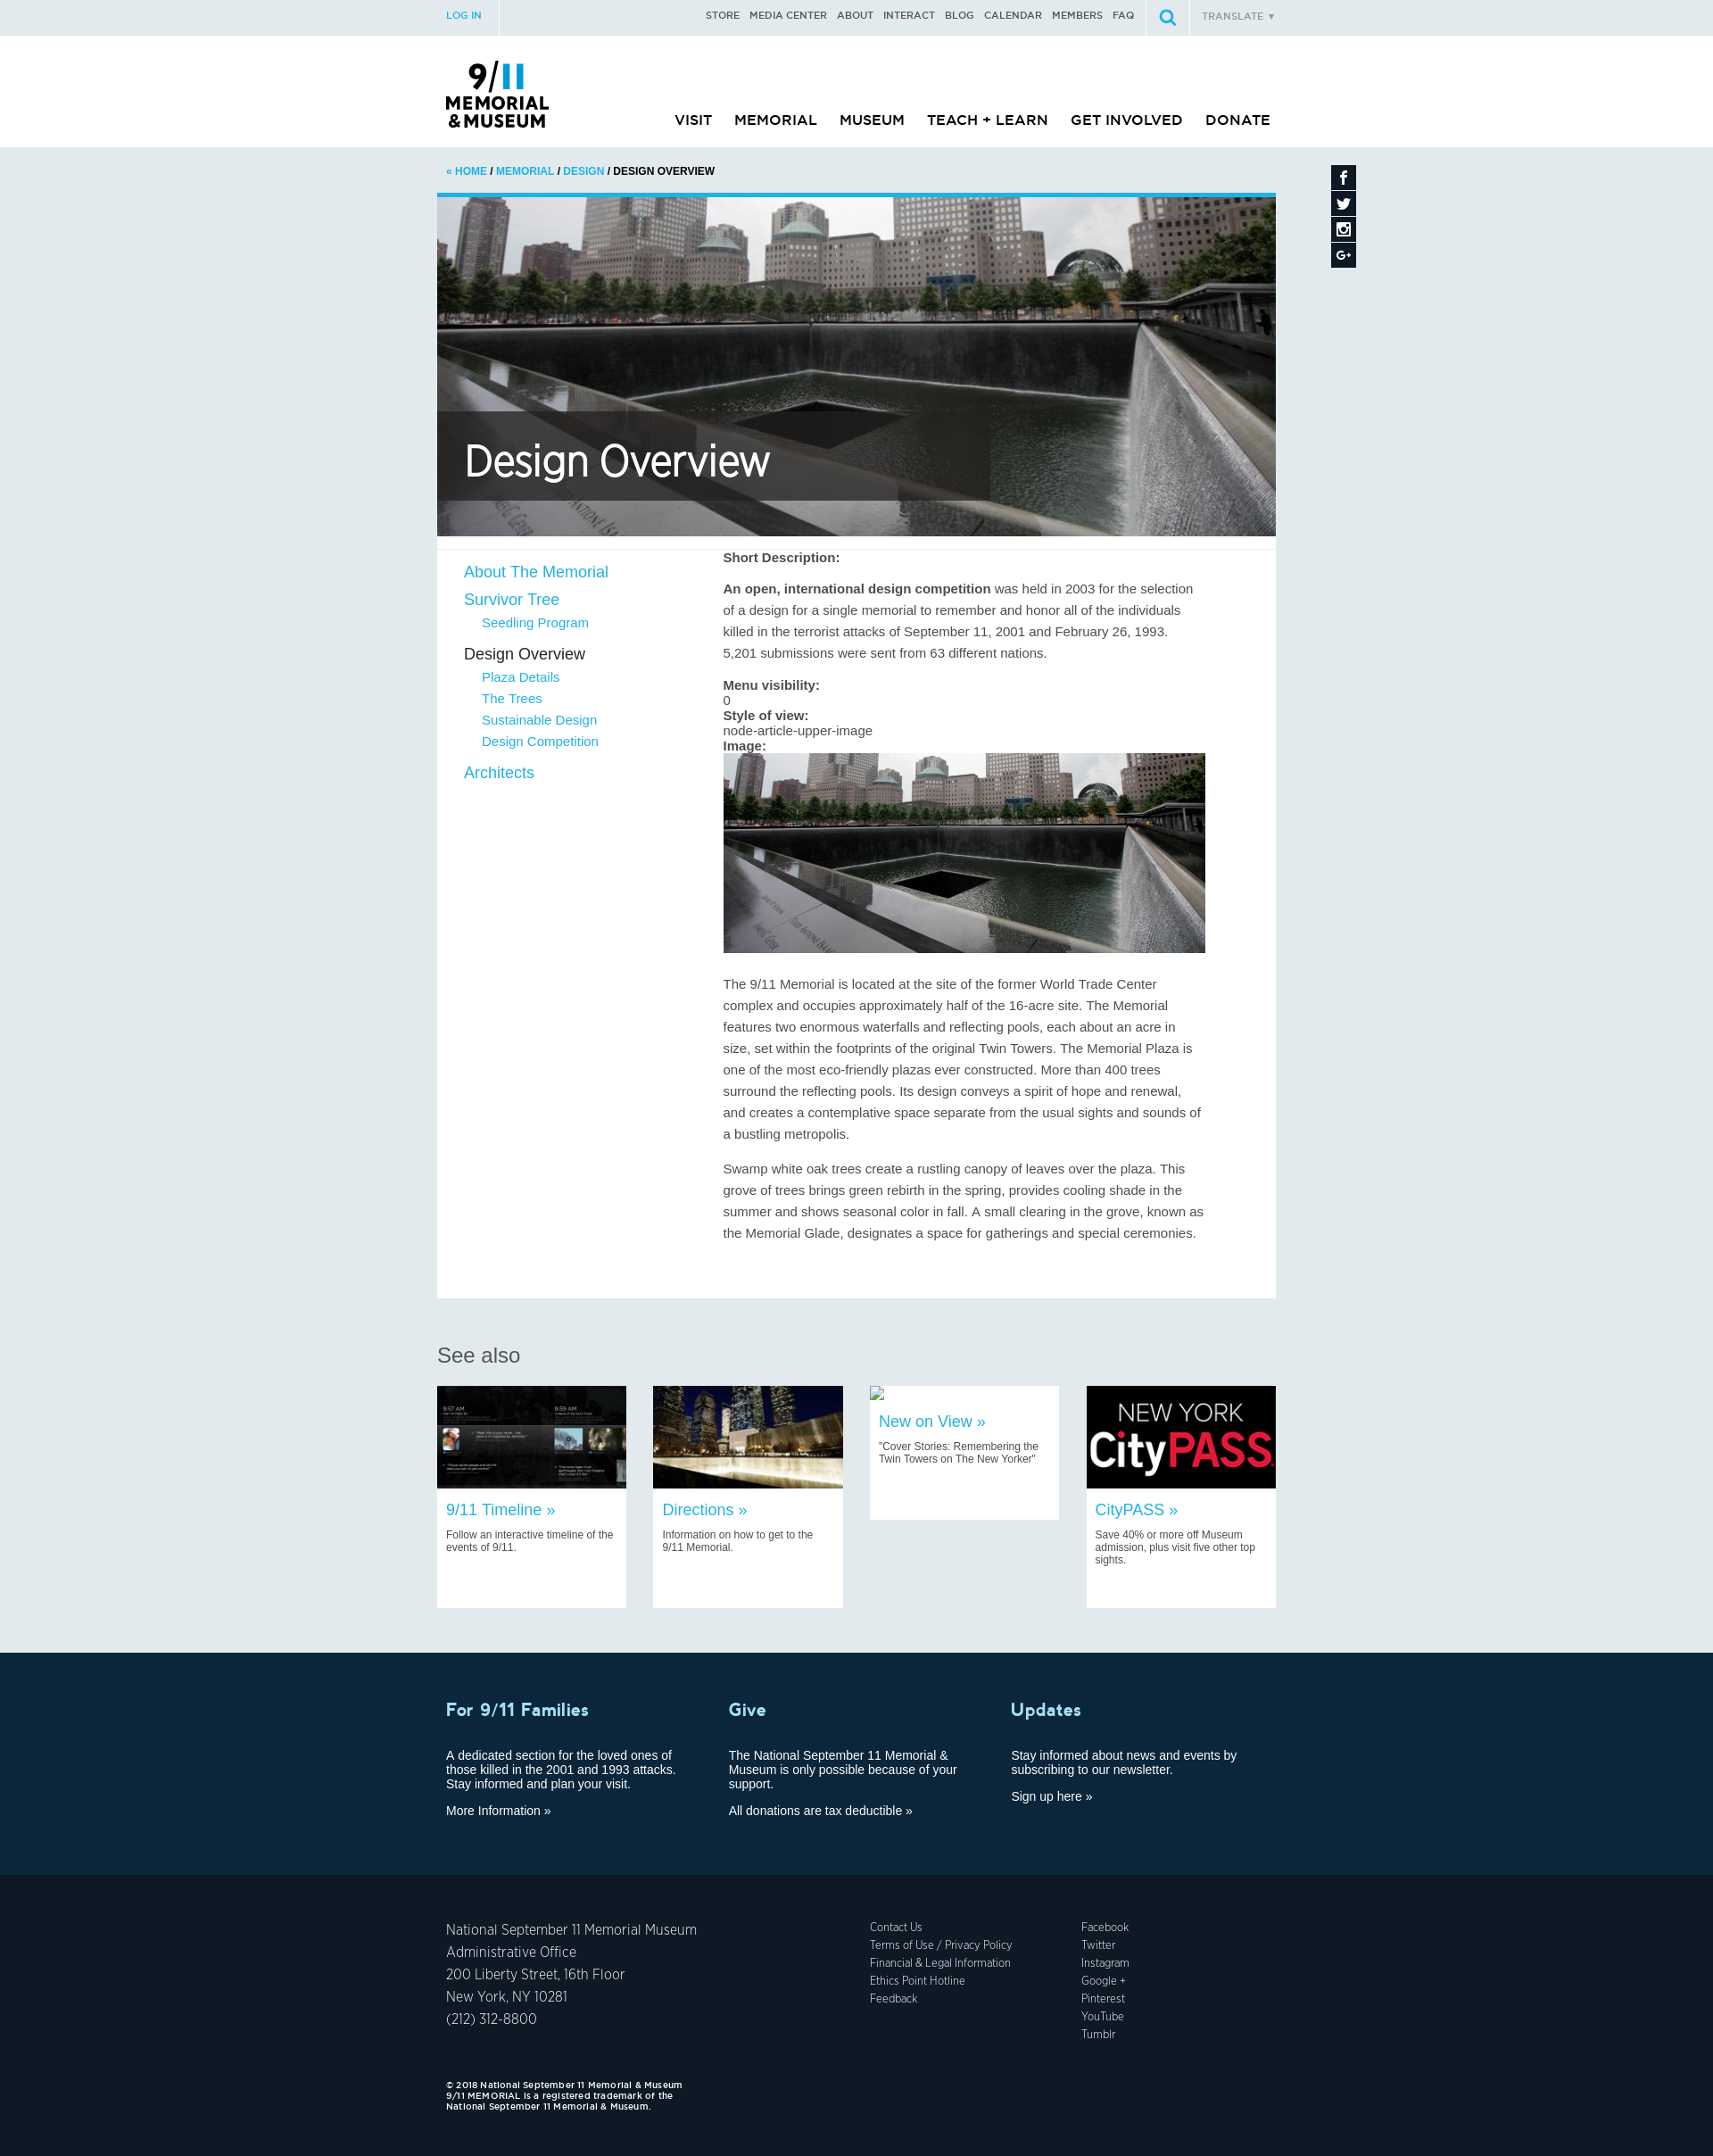 LOG IN
STORE MEDIA CENTER ABOUT INTERACT BLOG CALENDAR MEMBERS FAQ
TRANSLATE ▼
9/11
MEMORIAL
&MUSEUM
VISIT MEMORIAL MUSEUM TEACH + LEARN GET INVOLVED DONATE
« HOME / MEMORIAL / DESIGN / DESIGN OVERVIEW
Design Overview
About The Memorial
Survivor Tree
Seedling Program
Design Overview
Plaza Details
The Trees
Sustainable Design
Design Competition
Architects
Short Description:
An open, international design competition was held in 2003 for the selection
of a design for a single memorial to remember and honor all of the individuals
killed in the terrorist attacks of September 11, 2001 and February 26, 1993.
5,201 submissions were sent from 63 different nations.
Menu visibility:
0
Style of view:
node-article-upper-image
Image:
The 9/11 Memorial is located at the site of the former World Trade Center
complex and occupies approximately half of the 16-acre site. The Memorial
features two enormous waterfalls and reflecting pools, each about an acre in
size, set within the footprints of the original Twin Towers. The Memorial Plaza is
one of the most eco-friendly plazas ever constructed. More than 400 trees
surround the reflecting pools. Its design conveys a spirit of hope and renewal,
and creates a contemplative space separate from the usual sights and sounds of
a bustling metropolis.
Swamp white oak trees create a rustling canopy of leaves over the plaza. This
grove of trees brings green rebirth in the spring, provides cooling shade in the
summer and shows seasonal color in fall. A small clearing in the grove, known as
the Memorial Glade, designates a space for gatherings and special ceremonies.
See also
9:57 AM
9:59 AM
9/11 Timeline »
Follow an interactive timeline of the
events of 9/11.
Directions »
Information on how to get to the
9/11 Memorial.
New on View »
"Cover Stories: Remembering the
Twin Towers on The New Yorker"
NEW YORK
CityPASS
CityPASS »
Save 40% or more off Museum
admission, plus visit five other top
sights.
For 9/11 Families
A dedicated section for the loved ones of
those killed in the 2001 and 1993 attacks.
Stay informed and plan your visit.
More Information »
Give
The National September 11 Memorial &
Museum is only possible because of your
support.
All donations are tax deductible »
Updates
Stay informed about news and events by
subscribing to our newsletter.
Sign up here »
National September 11 Memorial Museum
Administrative Office
200 Liberty Street, 16th Floor
New York, NY 10281
(212) 312-8800
Contact Us
Terms of Use / Privacy Policy
Financial & Legal Information
Ethics Point Hotline
Feedback
Facebook
Twitter
Instagram
Google +
Pinterest
YouTube
Tumblr
© 2018 National September 11 Memorial & Museum
9/11 MEMORIAL is a registered trademark of the
National September 11 Memorial & Museum.